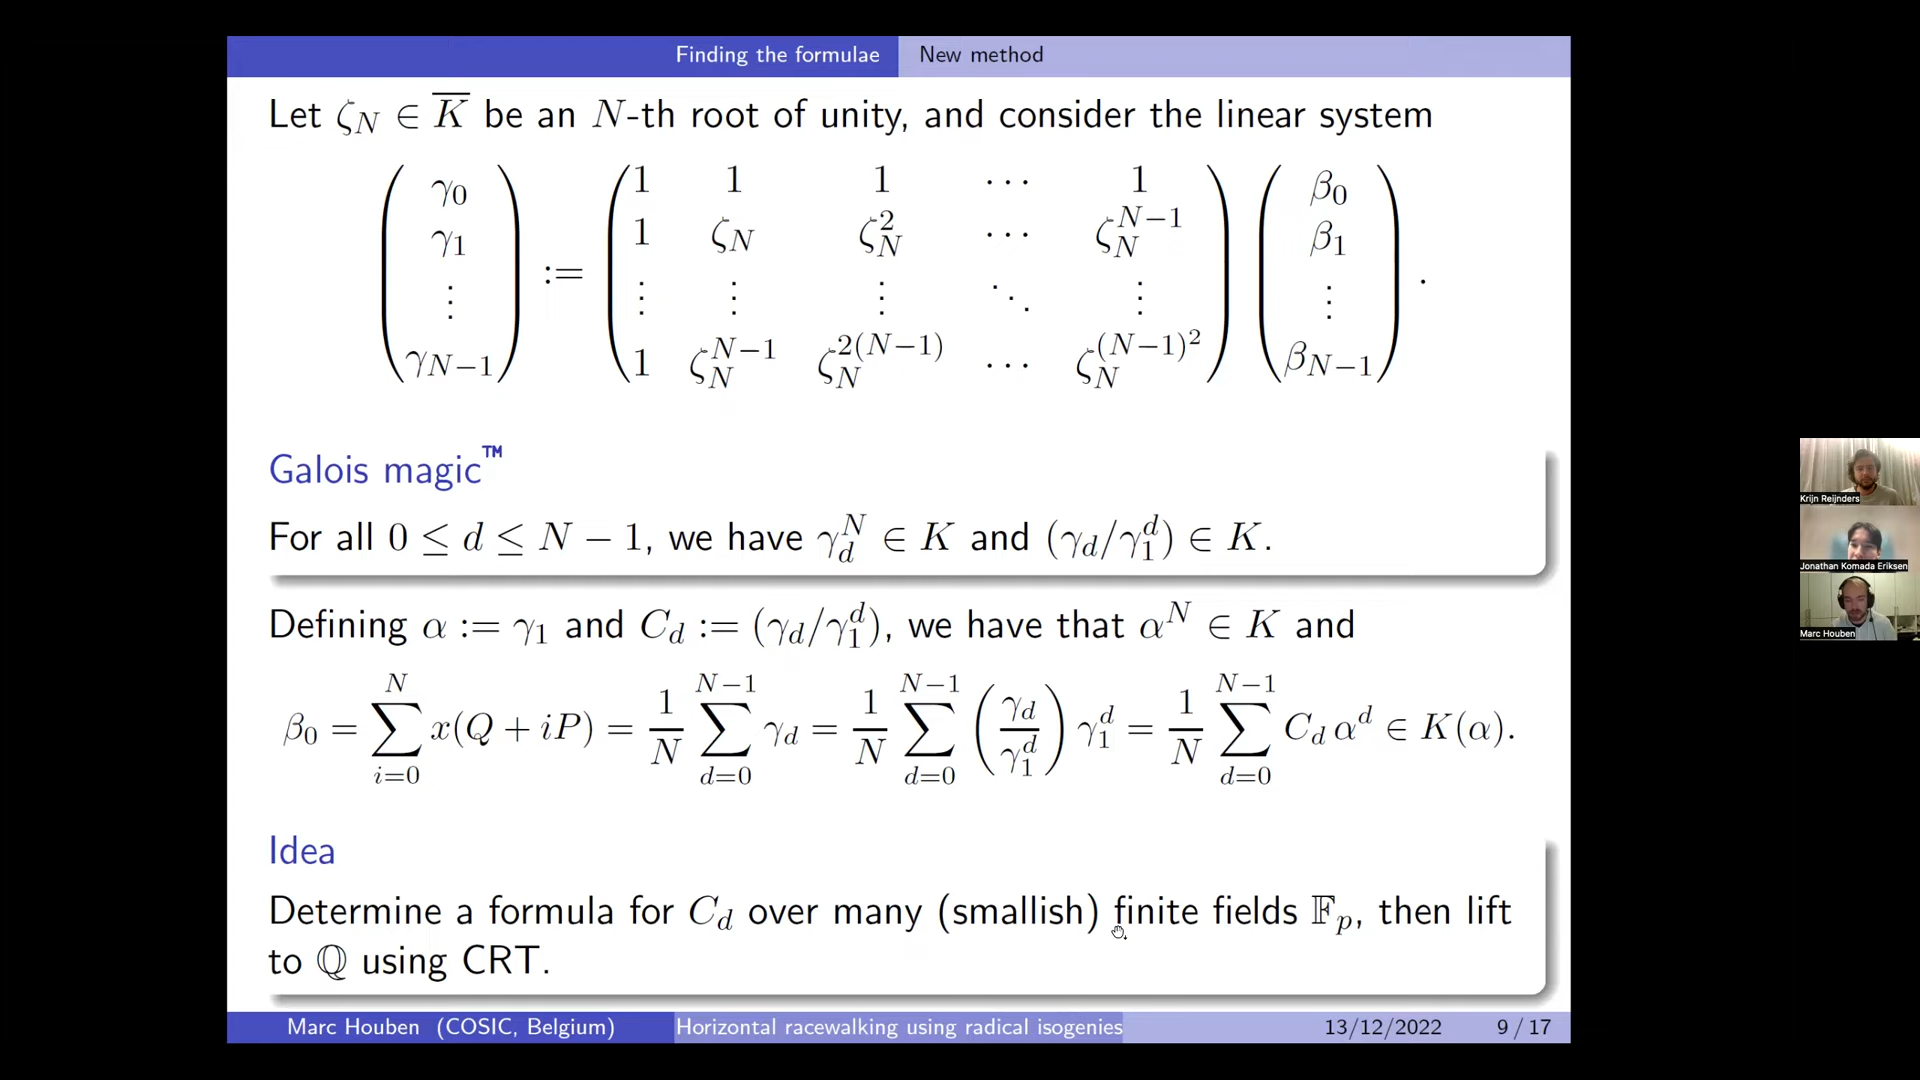 Finding the formulae New method
Let ζ_N ∈ K̅ be an N-th root of unity, and consider the linear system
(γ_0, γ_1, ⋮, γ_{N−1}) := (1 1 1 ⋯ 1; 1 ζ_N ζ_N^2 ⋯ ζ_N^{N−1}; ⋮ ⋮ ⋮ ⋱ ⋮; 1 ζ_N^{N−1} ζ_N^{2(N−1)} ⋯ ζ_N^{(N−1)^2}) (β_0, β_1, ⋮, β_{N−1}).
Galois magic™
For all 0 ≤ d ≤ N − 1, we have γ_d^N ∈ K and (γ_d/γ_1^d) ∈ K.
Defining α := γ_1 and C_d := (γ_d/γ_1^d), we have that α^N ∈ K and
β_0 = ∑_{i=0}^{N} x(Q + iP) = 1/N ∑_{d=0}^{N−1} γ_d = 1/N ∑_{d=0}^{N−1} (γ_d/γ_1^d) γ_1^d = 1/N ∑_{d=0}^{N−1} C_d α^d ∈ K(α).
Idea
Determine a formula for C_d over many (smallish) finite fields 𝔽_p, then lift
to ℚ using CRT.
Marc Houben (COSIC, Belgium) Horizontal racewalking using radical isogenies 13/12/2022 9 / 17
Krijn Reijnders
Jonathan Komada Eriksen
Marc Houben